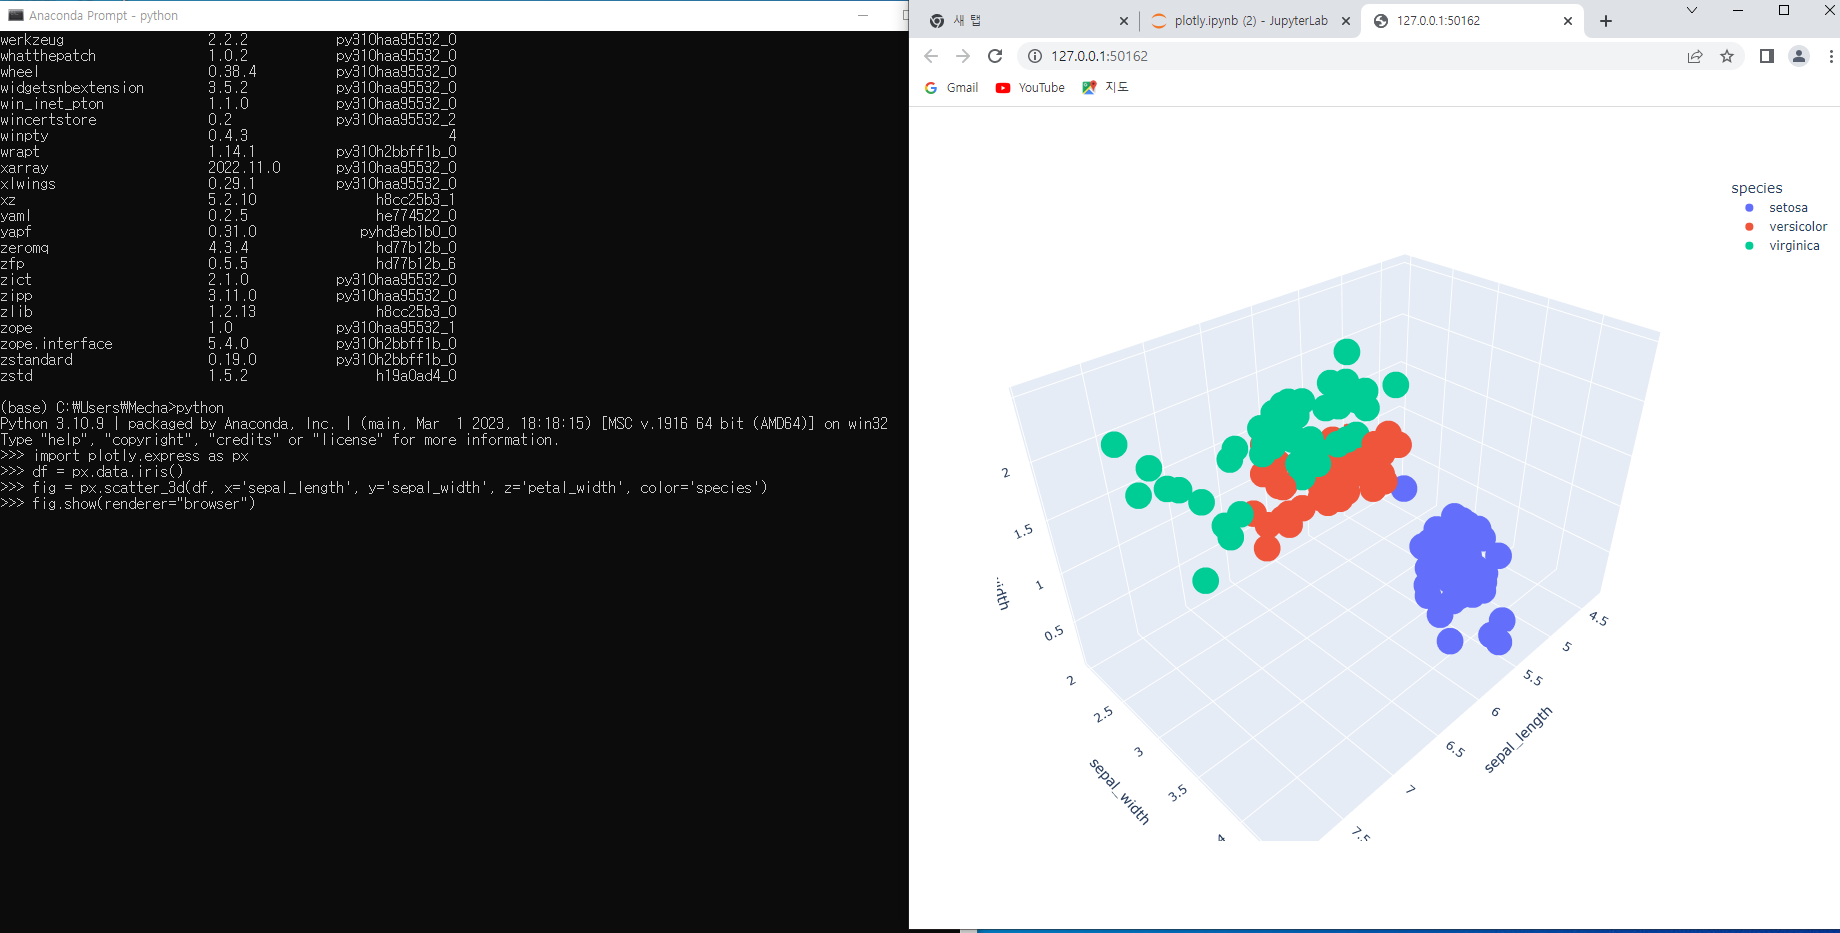 Anaconda Prompt - python
werkzeug 2.2.2 py310haa95532_0
whatthepatch 1.0.2 py310haa95532_0
wheel 0.38.4 py310haa95532_0
widgetsnbextension 3.5.2 py310haa95532_0
win_inet_pton 1.1.0 py310haa95532_0
wincertstore 0.2 py310haa95532_2
winpty 0.4.3 4
wrapt 1.14.1 py310h2bbff1b_0
xarray 2022.11.0 py310haa95532_0
xlwings 0.29.1 py310haa95532_0
xz 5.2.10 h8cc25b3_1
yaml 0.2.5 he774522_0
yapf 0.31.0 pyhd3eb1b0_0
zeromq 4.3.4 hd77b12b_0
zfp 0.5.5 hd77b12b_6
zict 2.1.0 py310haa95532_0
zipp 3.11.0 py310haa95532_0
zlib 1.2.13 h8cc25b3_0
zope 1.0 py310haa95532_1
zope.interface 5.4.0 py310h2bbff1b_0
zstandard 0.19.0 py310h2bbff1b_0
zstd 1.5.2 h19a0ad4_0
(base) C:₩Users₩Mecha>python
Python 3.10.9 | packaged by Anaconda, Inc. | (main, Mar  1 2023, 18:18:15) [MSC v.1916 64 bit (AMD64)] on win32
Type "help", "copyright", "credits" or "license" for more information.
>>> import plotly.express as px
>>> df = px.data.iris()
>>> fig = px.scatter_3d(df, x='sepal_length', y='sepal_width', z='petal_width', color='species')
>>> fig.show(renderer="browser")
새 탭
plotly.ipynb (2) - JupyterLab
127.0.0.1:50162
127.0.0.1:50162
Gmail
YouTube
지도
species
setosa
versicolor
virginica
2
1.5
1
0.5
width
2
2.5
3
3.5
4
sepal_width
4.5
5
5.5
6
6.5
7
7.5
sepal_length